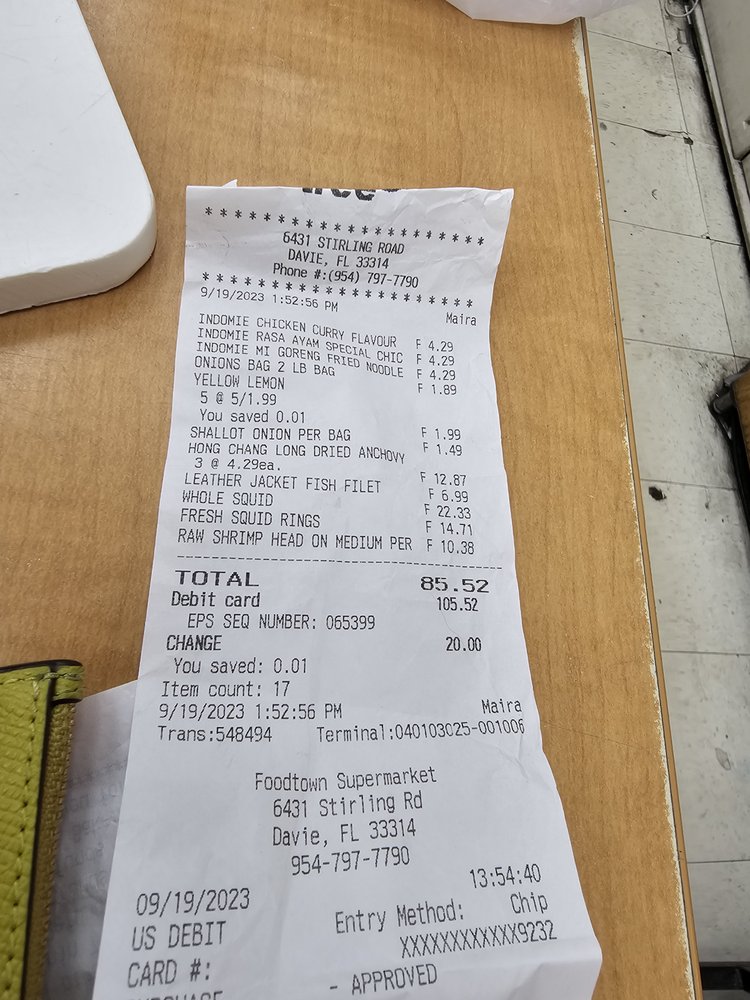 * * * * * * * * * * * * * * * * * * * *
6431 STIRLING ROAD
DAVIE, FL 33314
Phone #:(954) 797-7790
* * * * * * * * * * * * * * * * * * * *
9/19/2023 1:52:56 PM Maira
INDOMIE CHICKEN CURRY FLAVOUR F 4.29
INDOMIE RASA AYAM SPECIAL CHIC F 4.29
INDOMIE MI GORENG FRIED NOODLE F 4.29
ONIONS BAG 2 LB BAG F 1.89
YELLOW LEMON
5 @ 5/1.99
You saved 0.01
F 1.99
SHALLOT ONION PER BAG F 1.49
HONG CHANG LONG DRIED ANCHOVY
3 @ 4.29ea.
F 12.87
LEATHER JACKET FISH FILET F 6.99
WHOLE SQUID F 22.33
FRESH SQUID RINGS F 14.71
RAW SHRIMP HEAD ON MEDIUM PER F 10.38
TOTAL 85.52
Debit card 105.52
EPS SEQ NUMBER: 065399
CHANGE 20.00
You saved: 0.01
Item count: 17
9/19/2023 1:52:56 PM Maira
Trans:548494 Terminal:040103025-001006
Foodtown Supermarket
6431 Stirling Rd
Davie, FL 33314
954-797-7790
09/19/2023 13:54:40
US DEBIT Entry Method: Chip
CARD #: XXXXXXXXXXXX9232
- APPROVED